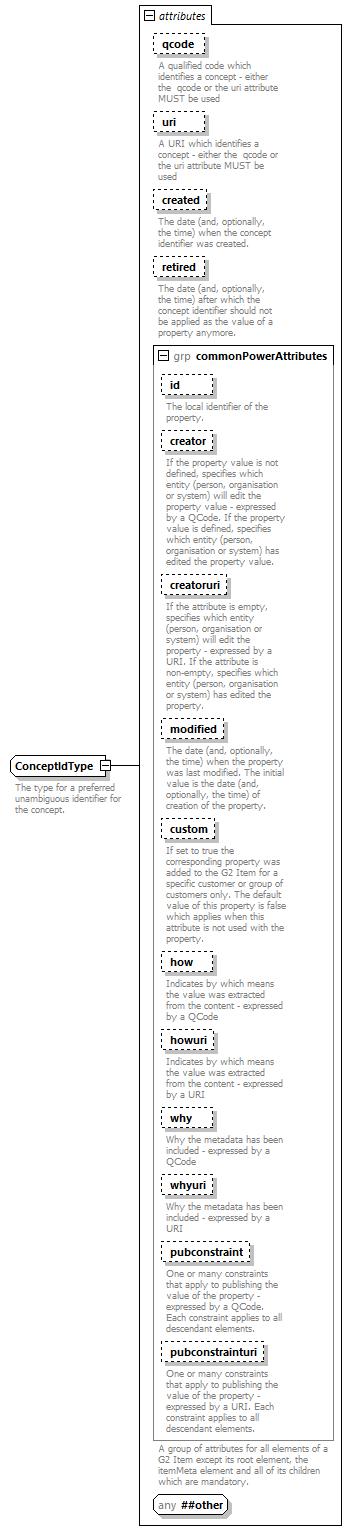 attributes
qcode
A qualified code which
identifies a concept - either
the  qcode or the uri attribute
MUST be used
uri
A URI which identifies a
concept - either the  qcode or
the uri attribute MUST be
used
created
The date (and, optionally,
the time) when the concept
identifier was created.
retired
The date (and, optionally,
the time) after which the
concept identifier should not
be applied as the value of a
property anymore.
grp commonPowerAttributes
id
The local identifier of the
property.
creator
If the property value is not
defined, specifies which
entity (person, organisation
or system) will edit the
property value - expressed
by a QCode. If the property
value is defined, specifies
which entity (person,
organisation or system) has
edited the property value.
creatoruri
If the attribute is empty,
specifies which entity
(person, organisation or
system) will edit the
property - expressed by a
URI. If the attribute is
non-empty, specifies which
entity (person, organisation
or system) has edited the
property.
modified
The date (and, optionally,
the time) when the property
was last modified. The initial
value is the date (and,
optionally, the time) of
creation of the property.
ConceptIdType
The type for a preferred
unambiguous identifier for
the concept.
custom
If set to true the
corresponding property was
added to the G2 Item for a
specific customer or group of
customers only. The default
value of this property is false
which applies when this
attribute is not used with the
property.
how
Indicates by which means
the value was extracted
from the content - expressed
by a QCode
howuri
Indicates by which means
the value was extracted
from the content - expressed
by a URI
why
Why the metadata has been
included - expressed by a
QCode
whyuri
Why the metadata has been
included - expressed by a
URI
pubconstraint
One or many constraints
that apply to publishing the
value of the property -
expressed by a QCode.
Each constraint applies to all
descendant elements.
pubconstrainturi
One or many constraints
that apply to publishing the
value of the property -
expressed by a URI. Each
constraint applies to all
descendant elements.
A group of attributes for all elements of a
G2 Item except its root element, the
itemMeta element and all of its children
which are mandatory.
any ##other